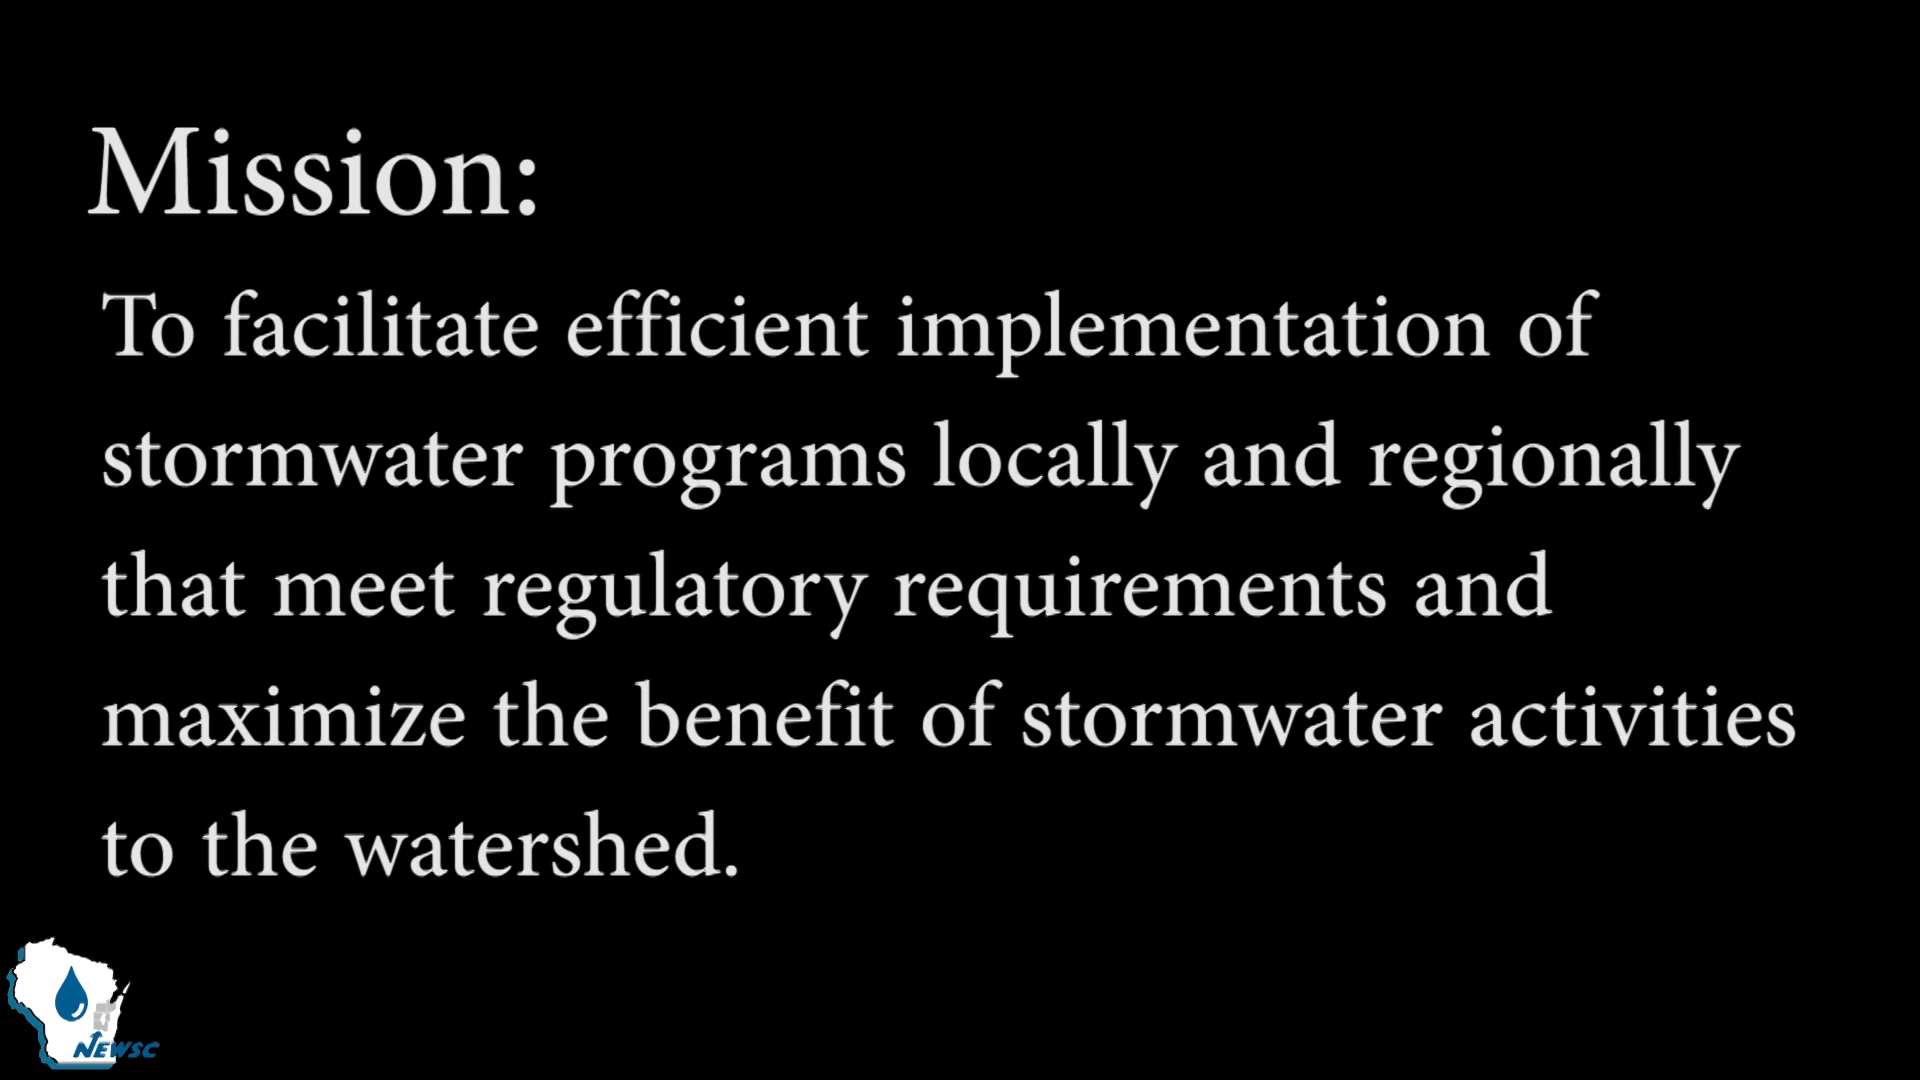 Mission:
To facilitate efficient implementation of
stormwater programs locally and regionally
that meet regulatory requirements and
maximize the benefit of stormwater activities
to the watershed.
NEWSC